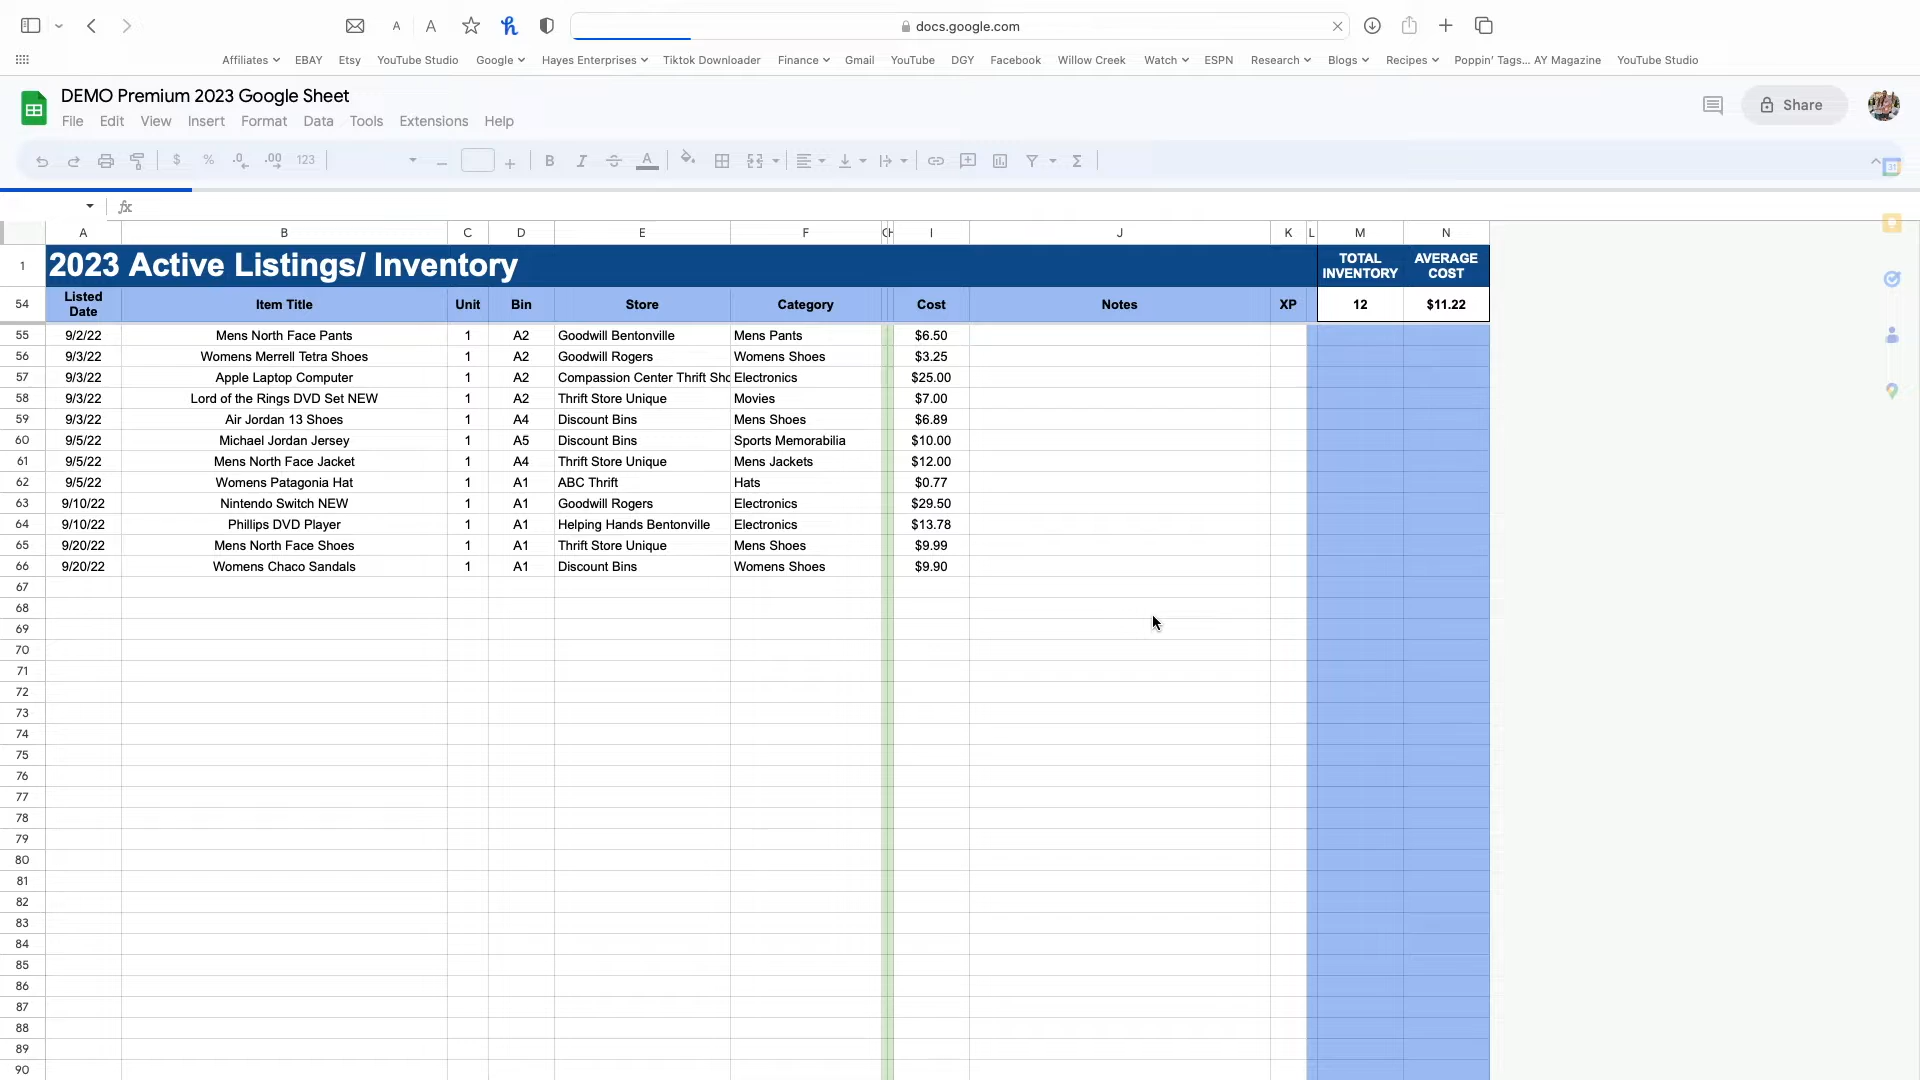 docs.google.com
Affiliates EBAY Etsy YouTube Studio Google Hayes Enterprises Tiktok Downloader Finance Gmail YouTube DGY Facebook Willow Creek Watch ESPN Research Blogs Recipes Poppin' Tags... AY Magazine YouTube Studio
DEMO Premium 2023 Google Sheet
Share
File Edit View Insert Format Data Tools Extensions Help
$ % .0 .00 123 B I S A Σ
fx
A B C D E F G H I J K L M N
1 2023 Active Listings/ Inventory TOTAL INVENTORY AVERAGE COST
54 Listed Date Item Title Unit Bin Store Category Cost Notes XP 12 $11.22
55 9/2/22 Mens North Face Pants 1 A2 Goodwill Bentonville Mens Pants $6.50
56 9/3/22 Womens Merrell Tetra Shoes 1 A2 Goodwill Rogers Womens Shoes $3.25
57 9/3/22 Apple Laptop Computer 1 A2 Compassion Center Thrift Sho Electronics $25.00
58 9/3/22 Lord of the Rings DVD Set NEW 1 A2 Thrift Store Unique Movies $7.00
59 9/3/22 Air Jordan 13 Shoes 1 A4 Discount Bins Mens Shoes $6.89
60 9/5/22 Michael Jordan Jersey 1 A5 Discount Bins Sports Memorabilia $10.00
61 9/5/22 Mens North Face Jacket 1 A4 Thrift Store Unique Mens Jackets $12.00
62 9/5/22 Womens Patagonia Hat 1 A1 ABC Thrift Hats $0.77
63 9/10/22 Nintendo Switch NEW 1 A1 Goodwill Rogers Electronics $29.50
64 9/10/22 Phillips DVD Player 1 A1 Helping Hands Bentonville Electronics $13.78
65 9/20/22 Mens North Face Shoes 1 A1 Thrift Store Unique Mens Shoes $9.99
66 9/20/22 Womens Chaco Sandals 1 A1 Discount Bins Womens Shoes $9.90
67
68
69
70
71
72
73
74
75
76
77
78
79
80
81
82
83
84
85
86
87
88
89
90